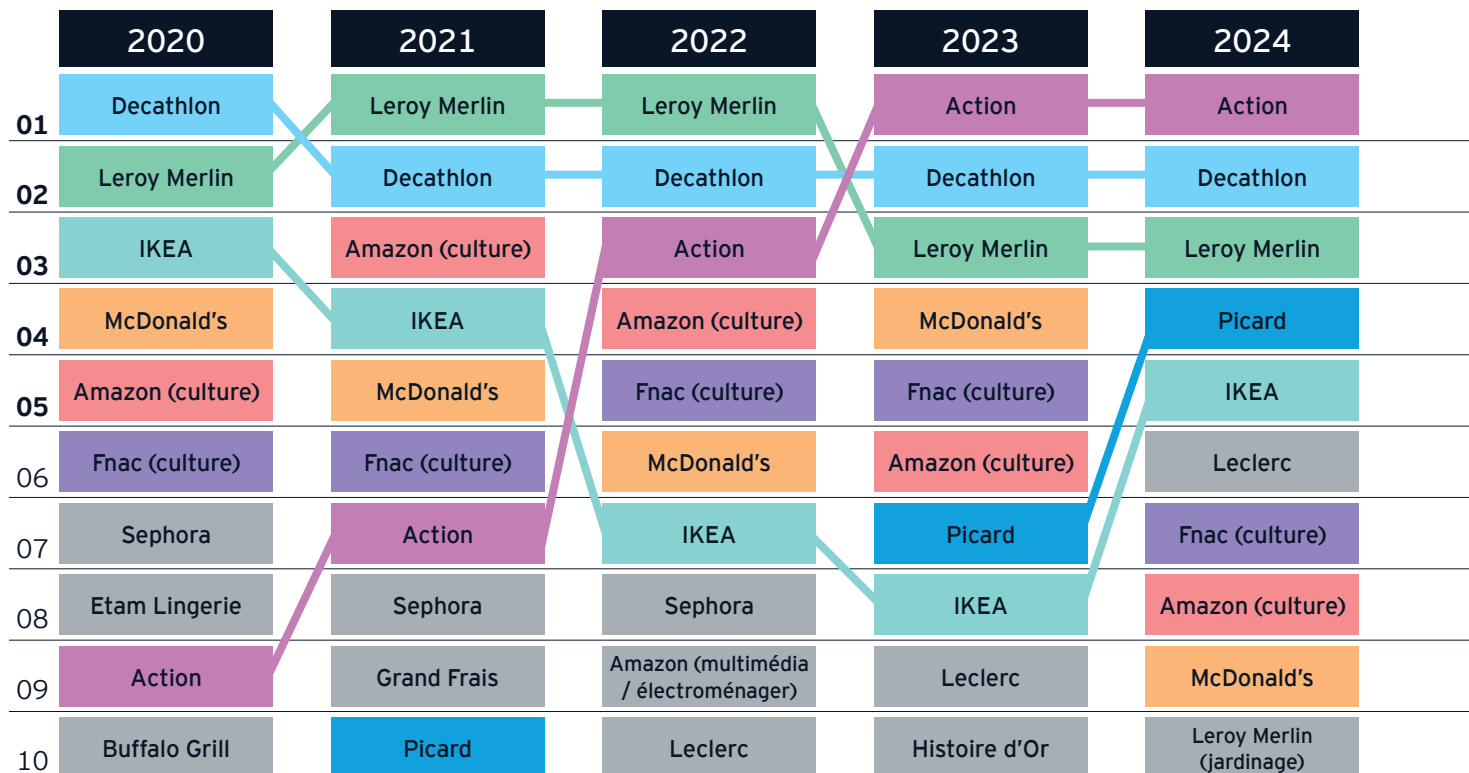 2020 2021 2022 2023 2024
01 Decathlon Leroy Merlin Leroy Merlin Action Action
02 Leroy Merlin Decathlon Decathlon Decathlon Decathlon
03 IKEA Amazon (culture) Action Leroy Merlin Leroy Merlin
04 McDonald’s IKEA Amazon (culture) McDonald’s Picard
05 Amazon (culture) McDonald’s Fnac (culture) Fnac (culture) IKEA
06 Fnac (culture) Fnac (culture) McDonald’s Amazon (culture) Leclerc
07 Sephora Action IKEA Picard Fnac (culture)
08 Etam Lingerie Sephora Sephora IKEA Amazon (culture)
09 Action Grand Frais Amazon (multimédia
/ électroménager) Leclerc McDonald’s
10 Buffalo Grill Picard Leclerc Histoire d’Or Leroy Merlin
(jardinage)